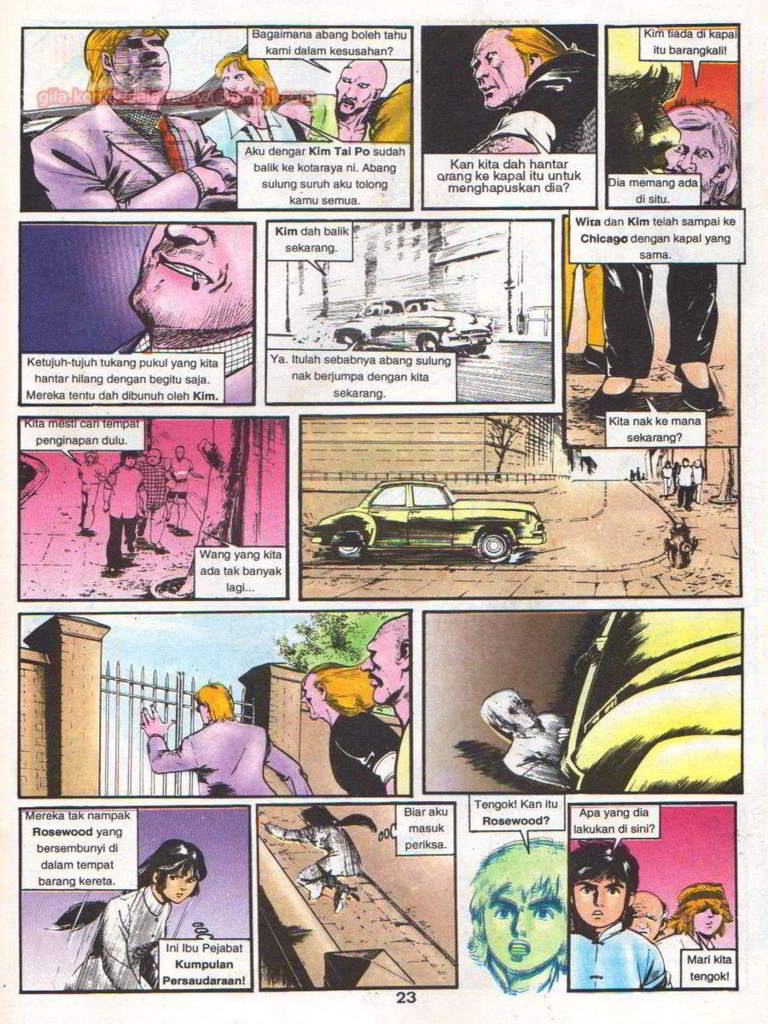 Bagaimana abang boleh tahu
kami dalam kesusahan?
Aku dengar Kim Tai Po sudah
balik ke kotaraya ni. Abang
sulung suruh aku tolong
kamu semua.
Kan kita dah hantar
orang ke kapal itu untuk
menghapuskan dia?
Kim tiada di kapal
itu barangkali!
Dia memang ada
di situ.
Ketujuh-tujuh tukang pukul yang kita
hantar hilang dengan begitu saja.
Mereka tentu dah dibunuh oleh Kim.
Kim dah balik
sekarang.
Ya. Itulah sebabnya abang sulung
nak berjumpa dengan kita
sekarang.
Wira dan Kim telah sampai ke
Chicago dengan kapal yang
sama.
Kita nak ke mana
sekarang?
Kita mesti cari tempat
penginapan dulu.
Wang yang kita
ada tak banyak
lagi...
Mereka tak nampak
Rosewood yang
bersembunyi di
dalam tempat
barang kereta.
Ini Ibu Pejabat
Kumpulan
Persaudaraan!
Biar aku
masuk
periksa.
Tengok! Kan itu
Rosewood?
Apa yang dia
lakukan di sini?
Mari kita
tengok!
23